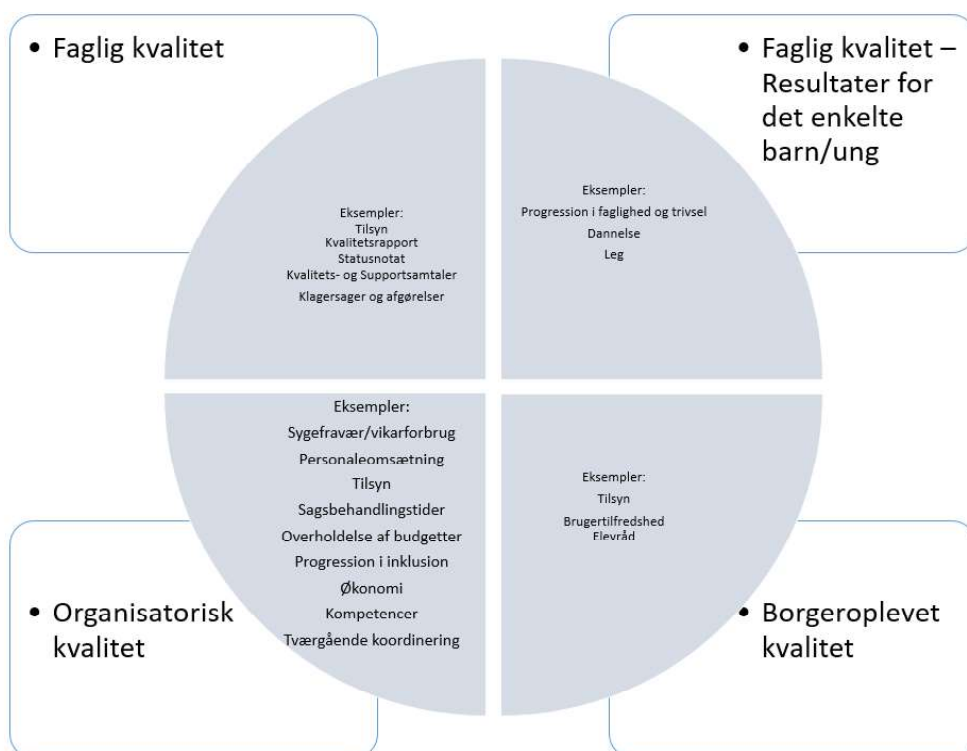 • Faglig kvalitet
• Faglig kvalitet –
Resultater for
det enkelte
barn/ung
Eksempler:
Tilsyn
Kvalitetsrapport
Statusnotat
Kvalitets- og Supportsamtaler
Klagersager og afgørelser
Eksempler:
Progression i faglighed og trivsel
Dannelse
Leg
Eksempler:
Sygefravær/vikarforbrug
Personaleomsætning
Tilsyn
Sagsbehandlingstider
Overholdelse af budgetter
Progression i inklusion
Økonomi
Kompetencer
Tværgående koordinering
Eksempler:
Tilsyn
Brugertilfredshed
Elevråd
• Organisatorisk
kvalitet
• Borgeroplevet
kvalitet